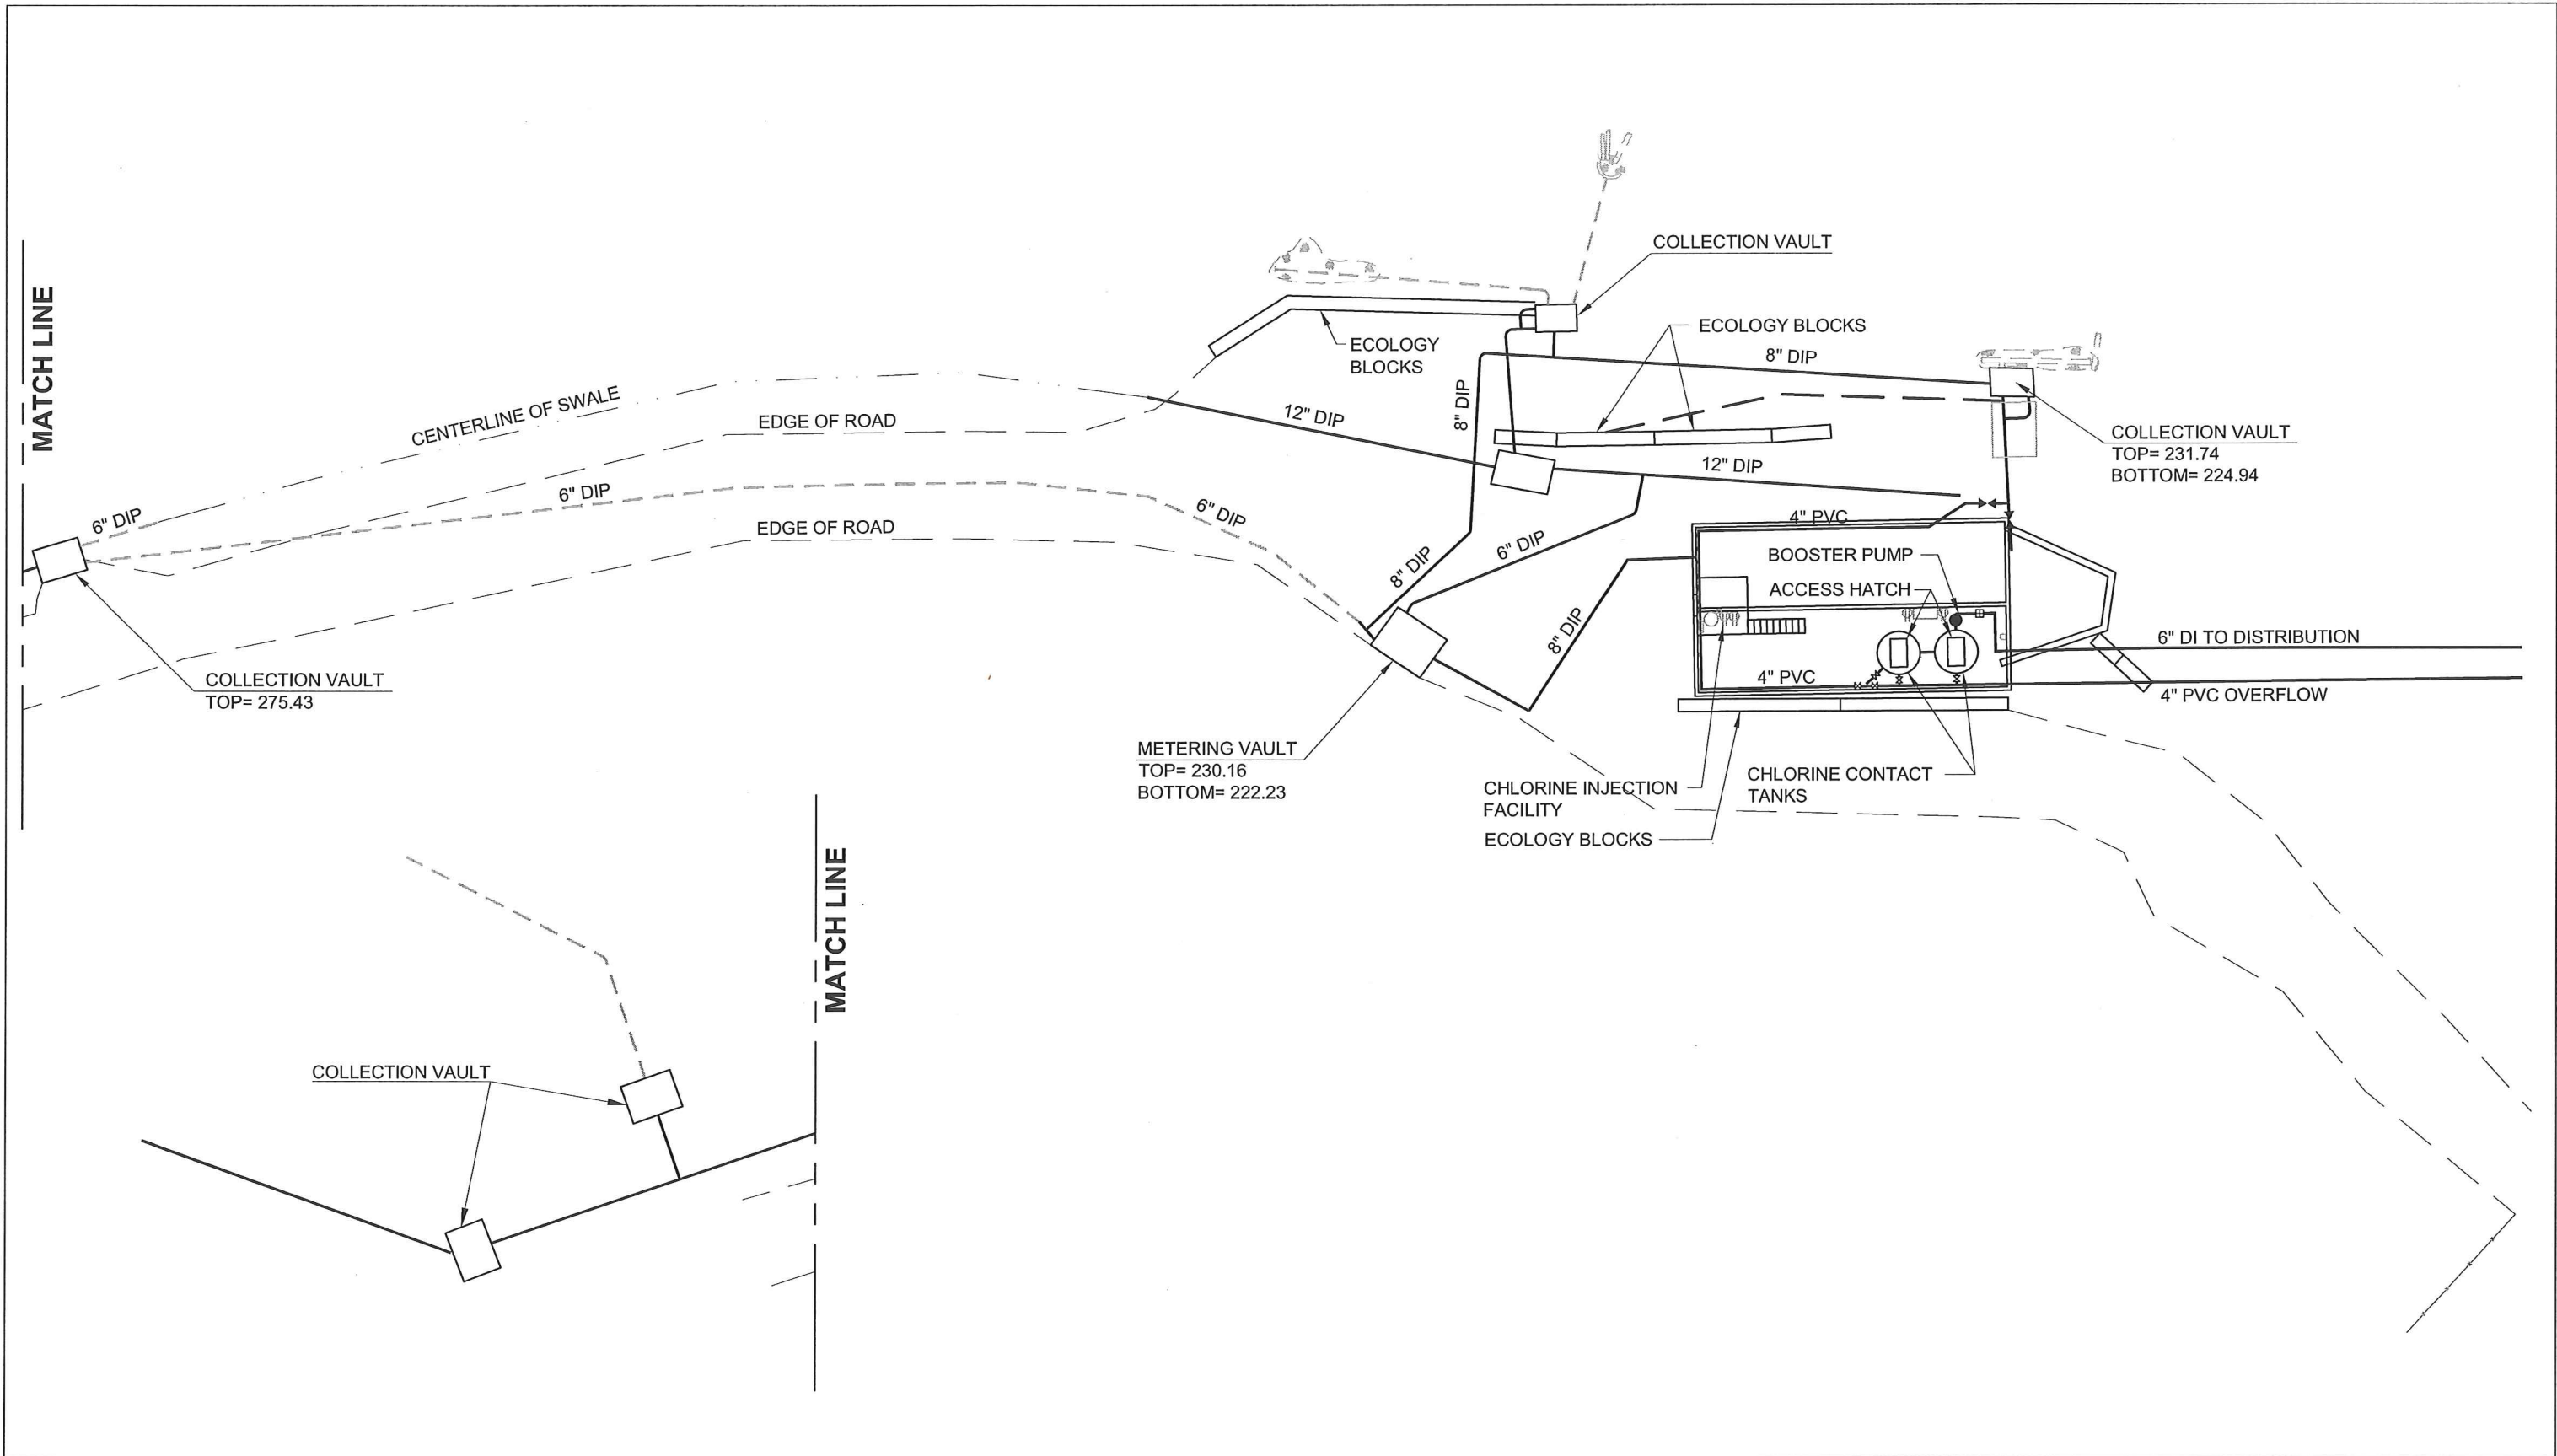 COLLECTION VAULT
MATCH LINE
ECOLOGY BLOCKS
ECOLOGY
BLOCKS
8" DIP
8" DIP
CENTERLINE OF SWALE
12" DIP
EDGE OF ROAD
COLLECTION VAULT
TOP= 231.74
BOTTOM= 224.94
12" DIP
6" DIP
6" DIP
6" DIP
4" PVC
EDGE OF ROAD
6" DIP
8" DIP
BOOSTER PUMP
ACCESS HATCH
8" DIP
6" DI TO DISTRIBUTION
COLLECTION VAULT
TOP= 275.43
4" PVC
4" PVC OVERFLOW
METERING VAULT
TOP= 230.16
BOTTOM= 222.23
CHLORINE INJECTION
FACILITY
CHLORINE CONTACT
TANKS
ECOLOGY BLOCKS
MATCH LINE
COLLECTION VAULT